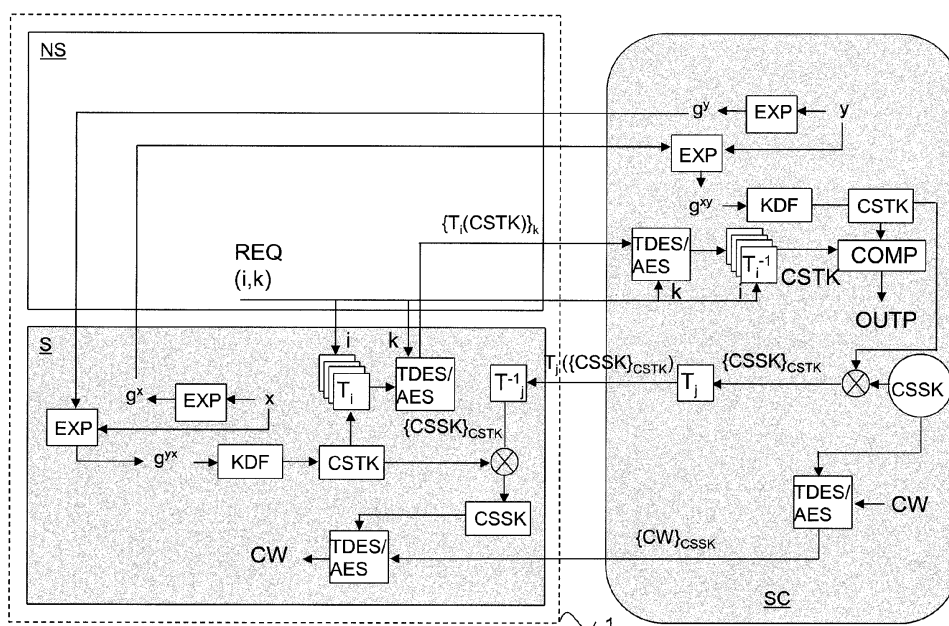 NS
g^y
EXP
y
EXP
g^xy
KDF
CSTK
{T_i(CSTK)}_k
REQ
(i,k)
TDES/
AES
T_i^-1
CSTK
COMP
k
i
OUTP
S
i
k
T_i
TDES/
AES
T_j^-1
T_j({CSSK}_CSTK)
T_j
{CSSK}_CSTK
CSSK
g^x
EXP
x
{CSSK}_CSTK
EXP
g^yx
KDF
CSTK
CSSK
TDES/
AES
CW
CW
TDES/
AES
{CW}_CSSK
SC
1